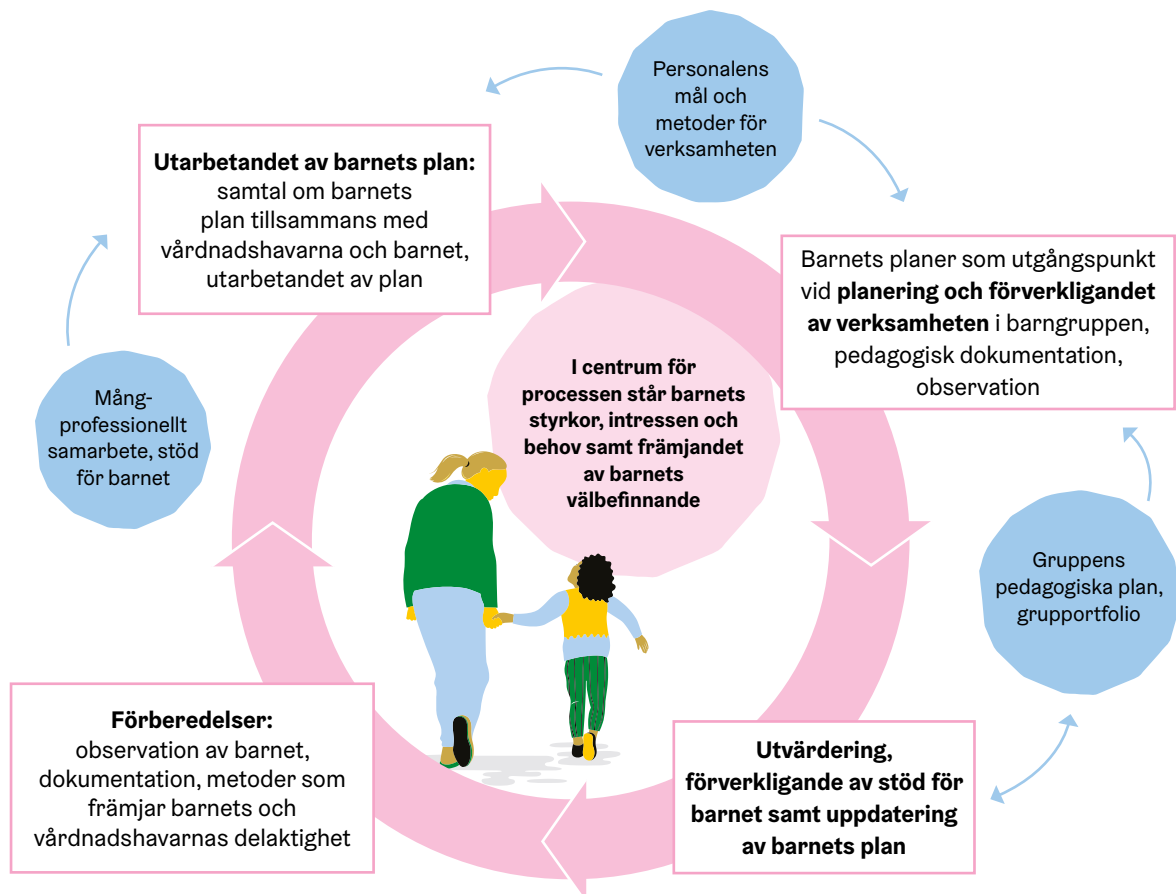 Personalens
mål och
metoder för
verksamheten
Utarbetandet av barnets plan:
samtal om barnets
plan tillsammans med
vårdnadshavarna och barnet,
utarbetandet av plan
Barnets planer som utgångspunkt
vid planering och förverkligandet
av verksamheten i barngruppen,
pedagogisk dokumentation,
observation
Mång-
professionellt
samarbete, stöd
för barnet
I centrum för
processen står barnets
styrkor, intressen och
behov samt främjandet
av barnets
välbefinnande
Gruppens
pedagogiska plan,
grupportfolio
Förberedelser:
observation av barnet,
dokumentation, metoder som
främjar barnets och
vårdnadshavarnas delaktighet
Utvärdering,
förverkligande av stöd för
barnet samt uppdatering
av barnets plan